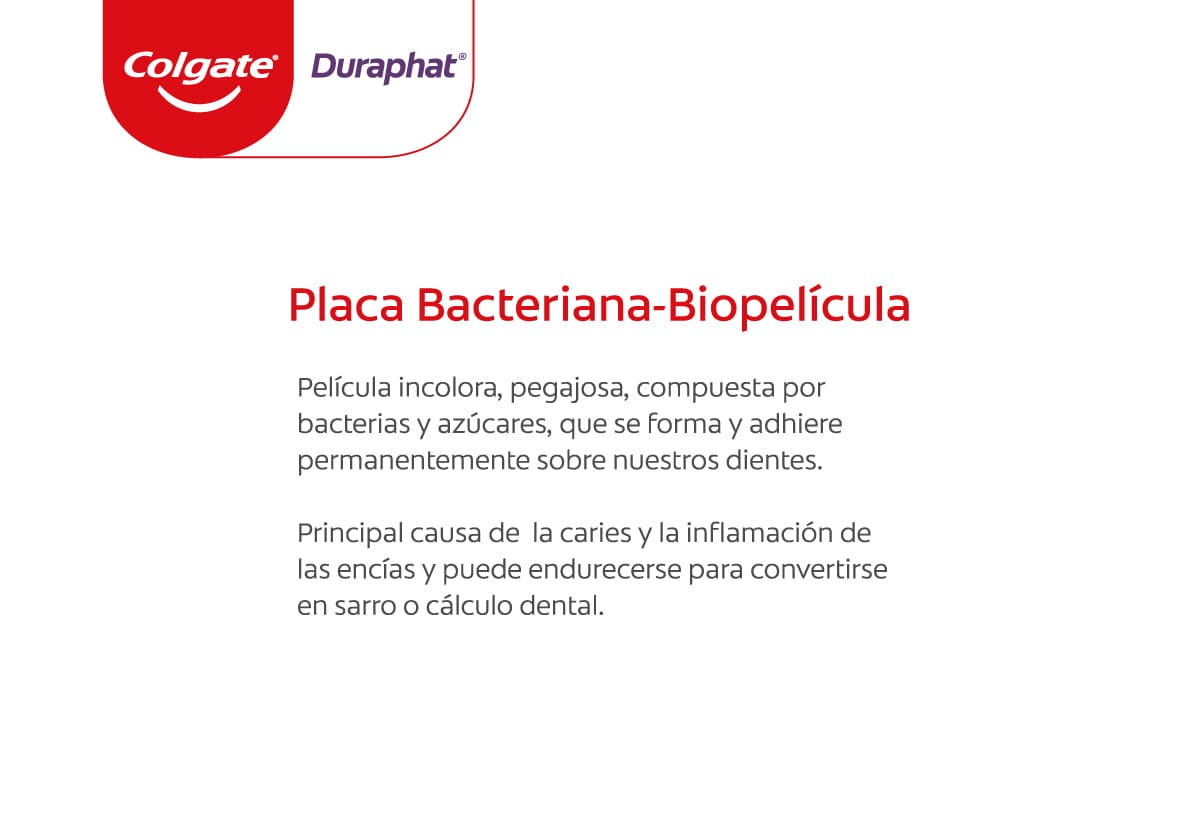 Colgate®
Duraphat®
Placa Bacteriana-Biopelícula
Película incolora, pegajosa, compuesta por
bacterias y azúcares, que se forma y adhiere
permanentemente sobre nuestros dientes.
Principal causa de  la caries y la inflamación de
las encías y puede endurecerse para convertirse
en sarro o cálculo dental.